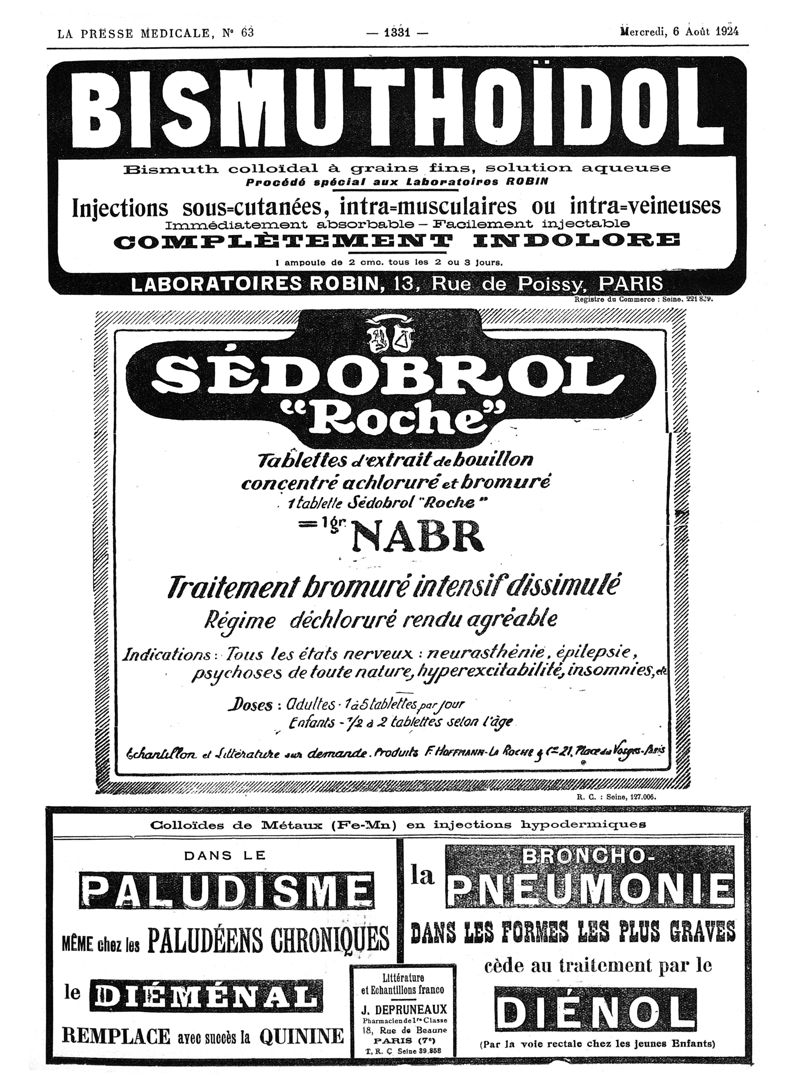 LA PRESSE MEDICALE, N° 63 — 1331 — Mercredi, 6 Août 1924
BISMUTHOÏDOL
Bismuth colloïdal à grains fins, solution aqueuse
Procédé spécial aux Laboratoires ROBIN
Injections sous=cutanées, intra=musculaires ou intra=veineuses
Immédiatement absorbable – Facilement injectable
COMPLÈTEMENT INDOLORE
1 ampoule de 2 cmc. tous les 2 ou 3 jours.
LABORATOIRES ROBIN, 13, Rue de Poissy, PARIS
Registre du Commerce : Seine, 221 839.
SÉDOBROL
"Roche"
Tablettes d'extrait de bouillon
concentré achloruré et bromuré
1 tablette Sédobrol "Roche"
= 1gr. NABR
Traitement bromuré intensif dissimulé
Régime déchloruré rendu agréable
Indications : Tous les états nerveux : neurasthénie, épilepsie,
psychoses de toute nature, hyperexcitabilité, insomnies, etc
Doses : Adultes - 1 à 5 tablettes par jour
Enfants - 1/2 à 2 tablettes selon l'âge
Echantillon et Littérature sur demande. Produits F. HOFFMANN-LA ROCHE & Cie 21, Place des Vosges-Paris
R. C. : Seine, 127.006.
Colloïdes de Métaux (Fe-Mn) en injections hypodermiques
DANS LE
PALUDISME
MÊME chez les PALUDÉENS CHRONIQUES
le DIÉMÉNAL
REMPLACE avec succès la QUININE
Littérature
et Echantillons franco
J. DEPRUNEAUX
Pharmacien de 1re Classe
18, Rue de Beaune
PARIS (7e)
T. R. C Seine 39.858
la BRONCHO-
PNEUMONIE
DANS LES FORMES LES PLUS GRAVES
cède au traitement par le
DIÉNOL
(Par la voie rectale chez les jeunes Enfants)